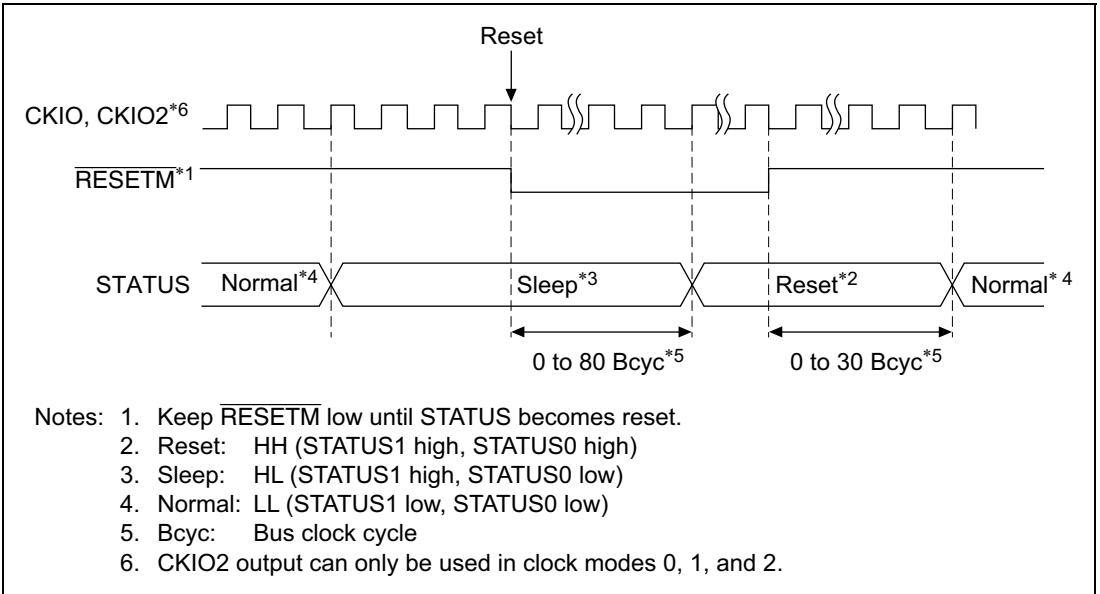 Reset
CKIO, CKIO2*6
RESETM*1
STATUS Normal*4 Sleep*3 Reset*2 Normal* 4
0 to 80 Bcyc*5 0 to 30 Bcyc*5
Notes: 1. Keep RESETM low until STATUS becomes reset.
2. Reset: HH (STATUS1 high, STATUS0 high)
3. Sleep: HL (STATUS1 high, STATUS0 low)
4. Normal: LL (STATUS1 low, STATUS0 low)
5. Bcyc: Bus clock cycle
6. CKIO2 output can only be used in clock modes 0, 1, and 2.